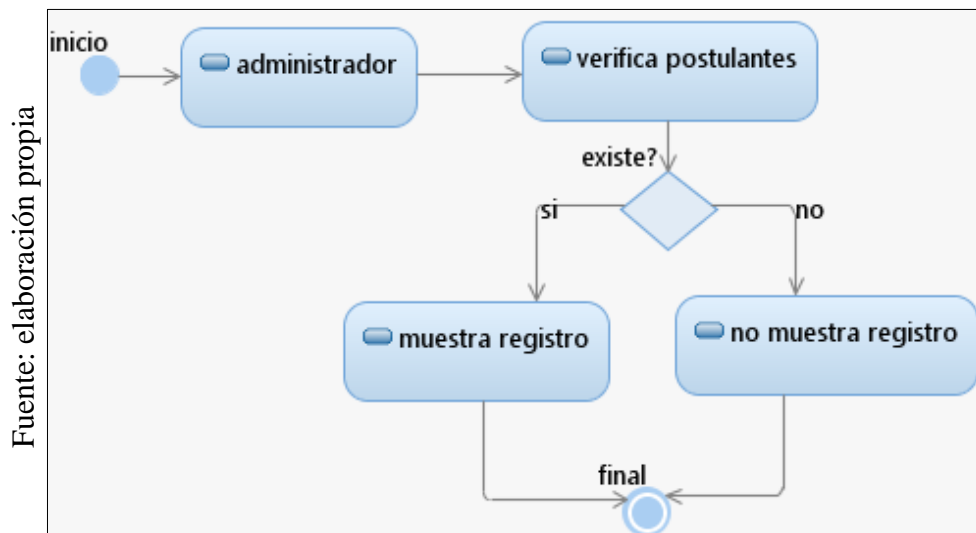 Fuente: elaboración propia
inicio
administrador
verifica postulantes
existe?
si
no
muestra registro
no muestra registro
final